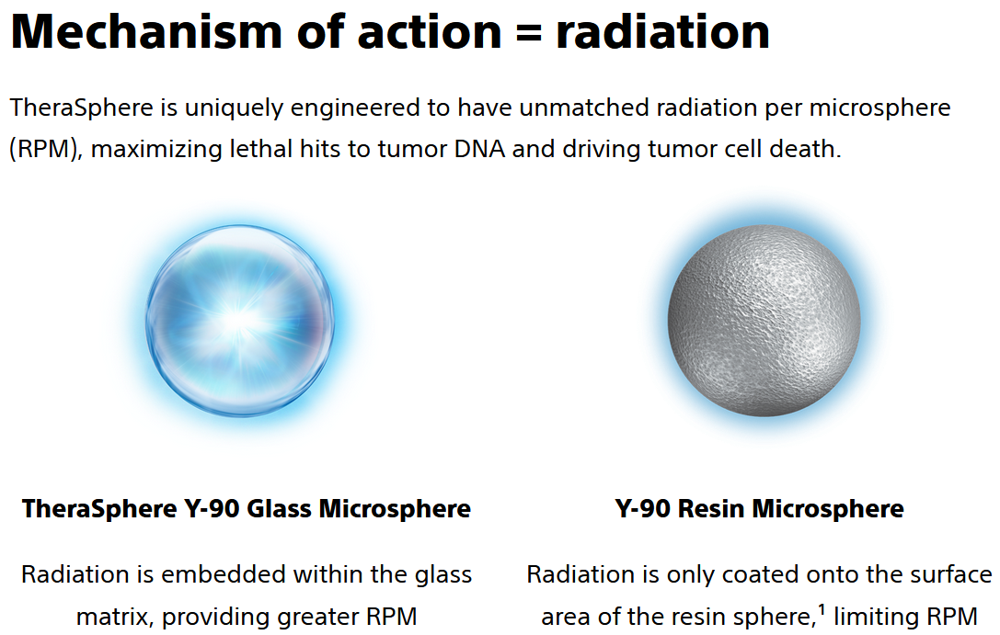 Mechanism of action = radiation
TheraSphere is uniquely engineered to have unmatched radiation per microsphere
(RPM), maximizing lethal hits to tumor DNA and driving tumor cell death.
TheraSphere Y-90 Glass Microsphere
Radiation is embedded within the glass
matrix, providing greater RPM
Y-90 Resin Microsphere
Radiation is only coated onto the surface
area of the resin sphere,¹ limiting RPM